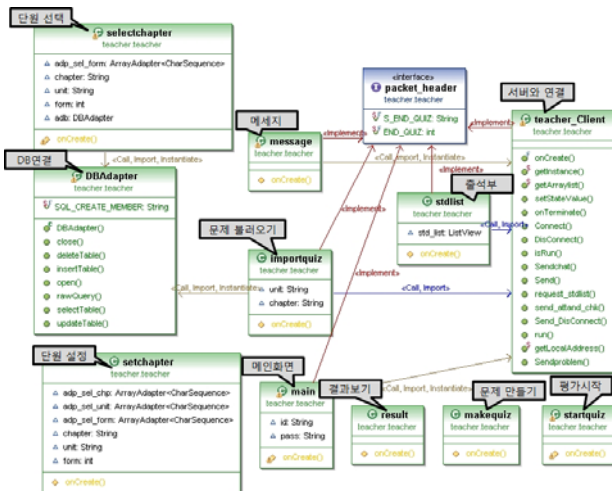 단원 선택
selectchapter
teacher.teacher
adp_sel_form: ArrayAdapter<CharSequence>
chapter: String
unit: String
form: int
adb: DBAdapter
onCreate()
«Call, Import, Instantiate»
DB연결
DBAdapter
teacher.teacher
SQL_CREATE_MEMBER: String
DBAdapter()
close()
deleteTable()
insertTable()
open()
rawQuery()
selectTable()
updateTable()
단원 설정
setchapter
teacher.teacher
adp_sel_chp: ArrayAdapter<CharSequence>
adp_sel_unit: ArrayAdapter<CharSequence>
adp_sel_form: ArrayAdapter<CharSequence>
chapter: String
unit: String
form: int
onCreate()
«interface»
packet_header
teacher.teacher
S_END_QUIZ: String
END_QUIZ: int
메세지
message
teacher.teacher
onCreate()
«Implement»
«Implement»
«Call, Import, Instantiate»
출석부
stdlist
teacher.teacher
std_list: ListView
onCreate()
«Implement»
«Call, Import»
문제 불러오기
importquiz
teacher.teacher
unit: String
chapter: String
onCreate()
«Implement»
«Call, Import, Instantiate»
«Call, Import»
«Implement»
메인화면
main
teacher.teacher
id: String
pass: String
onCreate()
«Call, Import, Instantiate»
결과보기
result
teacher.teacher
onCreate()
문제 만들기
makequiz
teacher.teacher
onCreate()
평가시작
startquiz
teacher.teacher
onCreate()
서버와 연결
teacher_Client
teacher.teacher
onCreate()
getInstance()
getArraylist()
setStateValue()
onTerminate()
Connect()
DisConnect()
isRun()
Sendchat()
Send()
request_stdlist()
send_attand_chk()
Send_DisConnect()
run()
getLocalAddress()
Sendproblem()